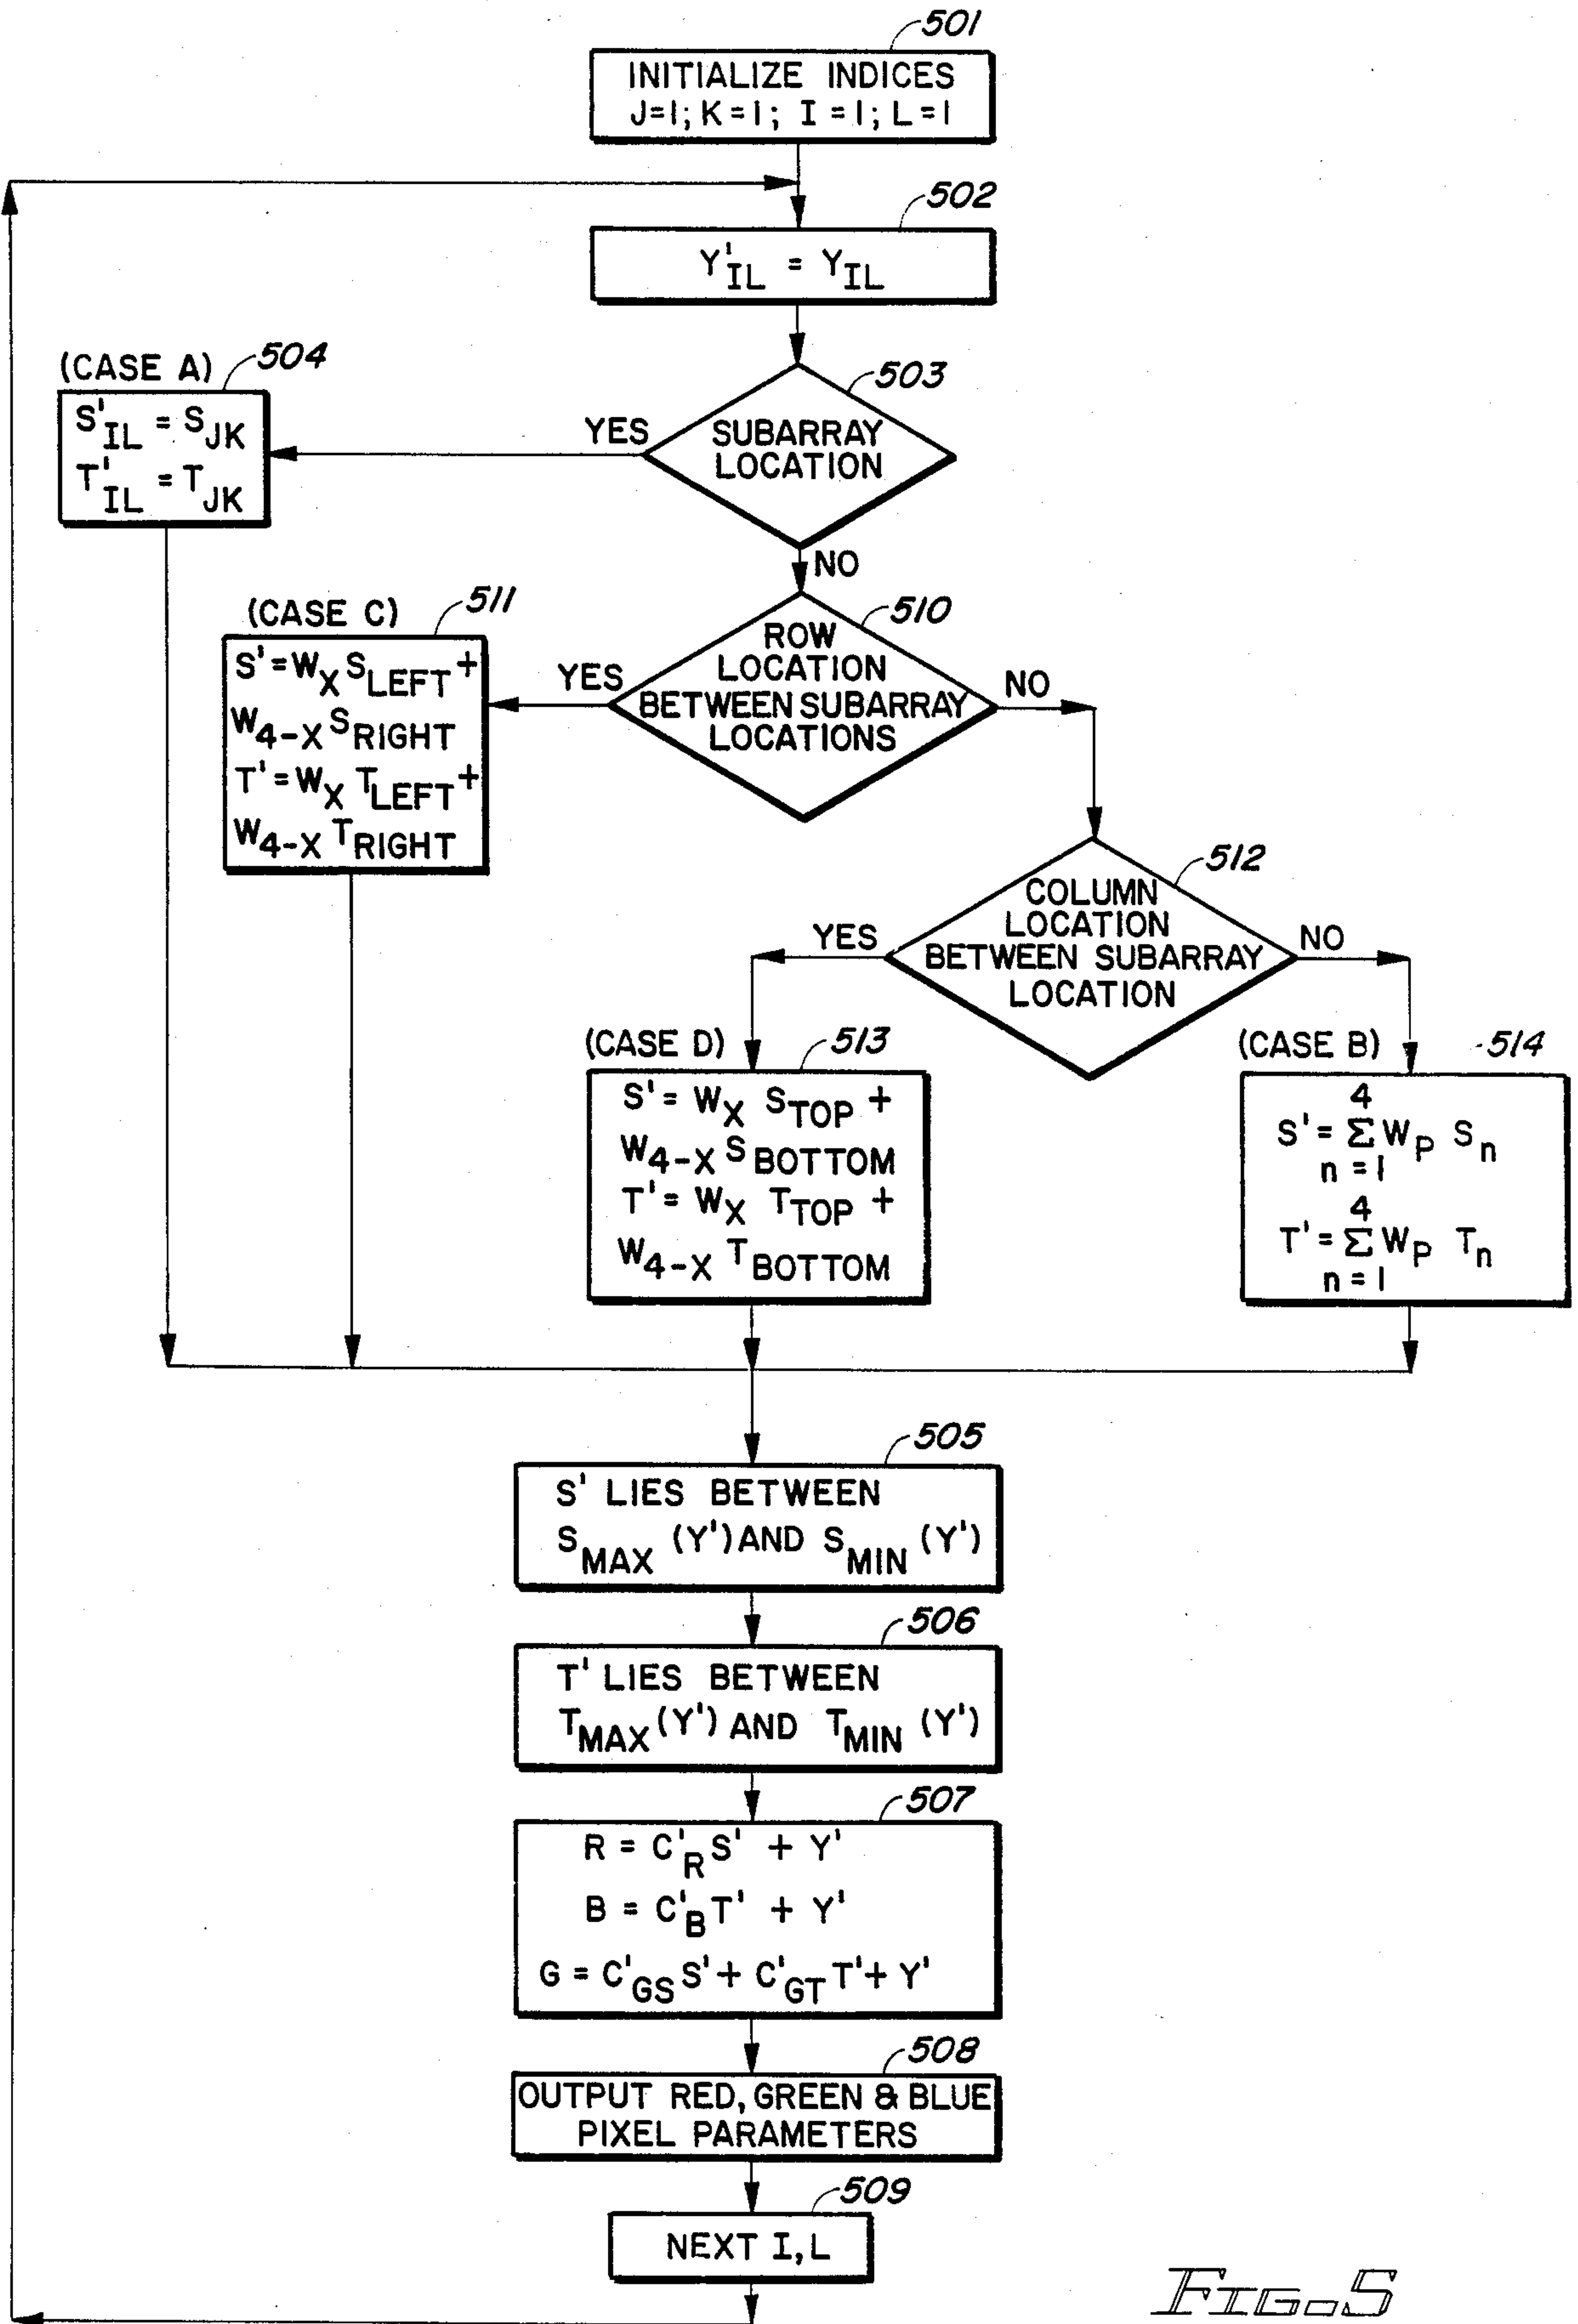 501
INITIALIZE INDICES
J=1; K=1; I=1; L=1
502
Y'IL = YIL
503
SUBARRAY
LOCATION
YES
NO
(CASE A) 504
S'IL = SJK
T'IL = TJK
510
ROW
LOCATION
BETWEEN SUBARRAY
LOCATIONS
YES
NO
(CASE C) 511
S' = WX SLEFT +
W4-X SRIGHT
T' = WX TLEFT +
W4-X TRIGHT
512
COLUMN
LOCATION
BETWEEN SUBARRAY
LOCATION
YES
NO
(CASE D) 513
S' = WX STOP +
W4-X SBOTTOM
T' = WX TTOP +
W4-X TBOTTOM
(CASE B) 514
4
S' = Σ WP Sn
n = 1
4
T' = Σ WP Tn
n = 1
505
S' LIES BETWEEN
SMAX (Y') AND SMIN (Y')
506
T' LIES BETWEEN
TMAX (Y') AND TMIN (Y')
507
R = C'R S' + Y'
B = C'B T' + Y'
G = C'GS S' + C'GT T' + Y'
508
OUTPUT RED, GREEN & BLUE
PIXEL PARAMETERS
509
NEXT I, L
FIG-5